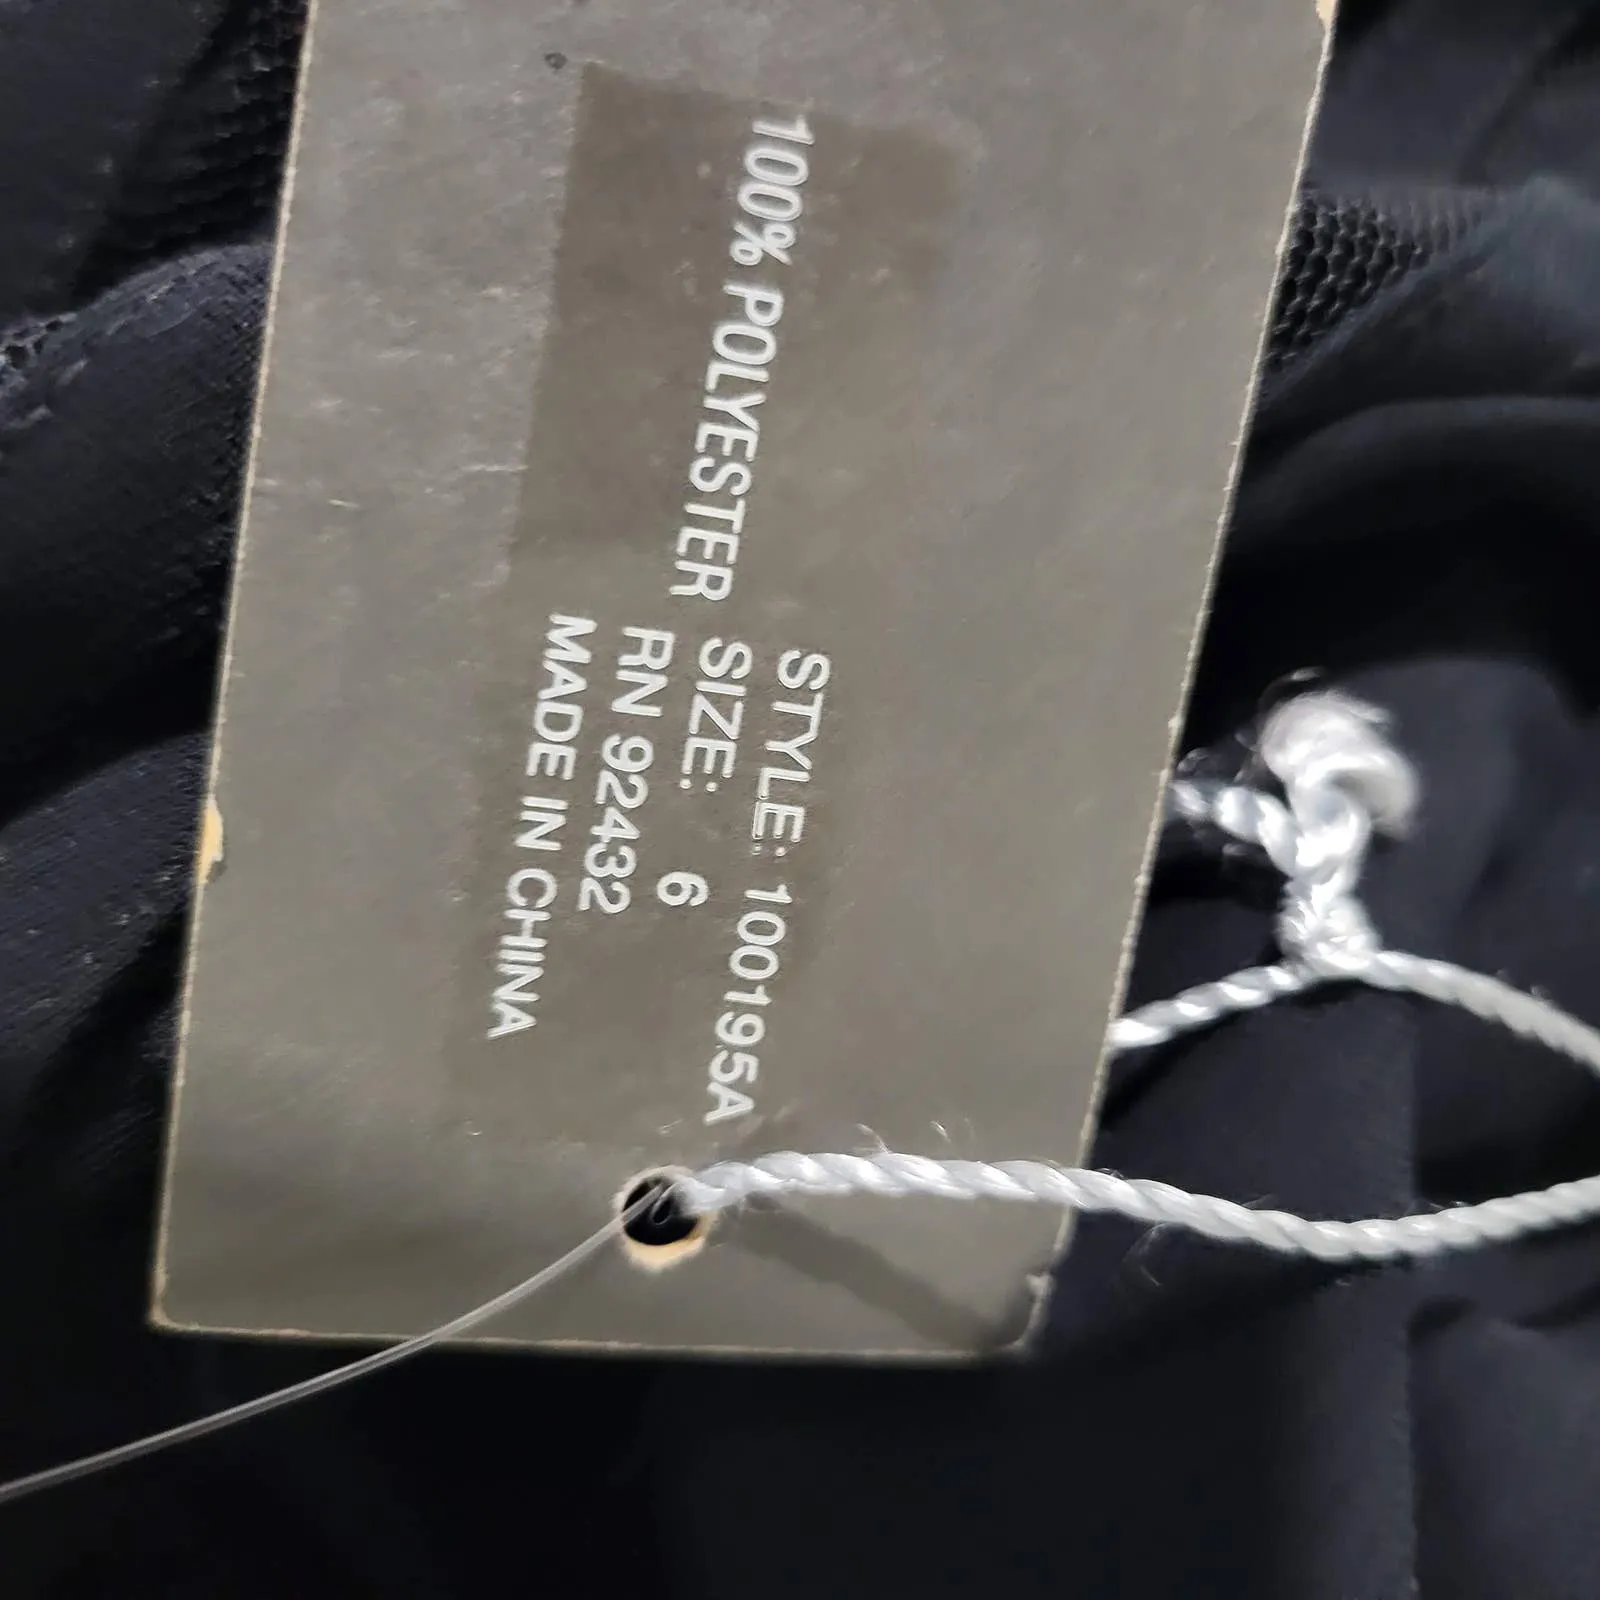 STYLE: 100195A
100% POLYESTER SIZE: 6
RN 92432
MADE IN CHINA